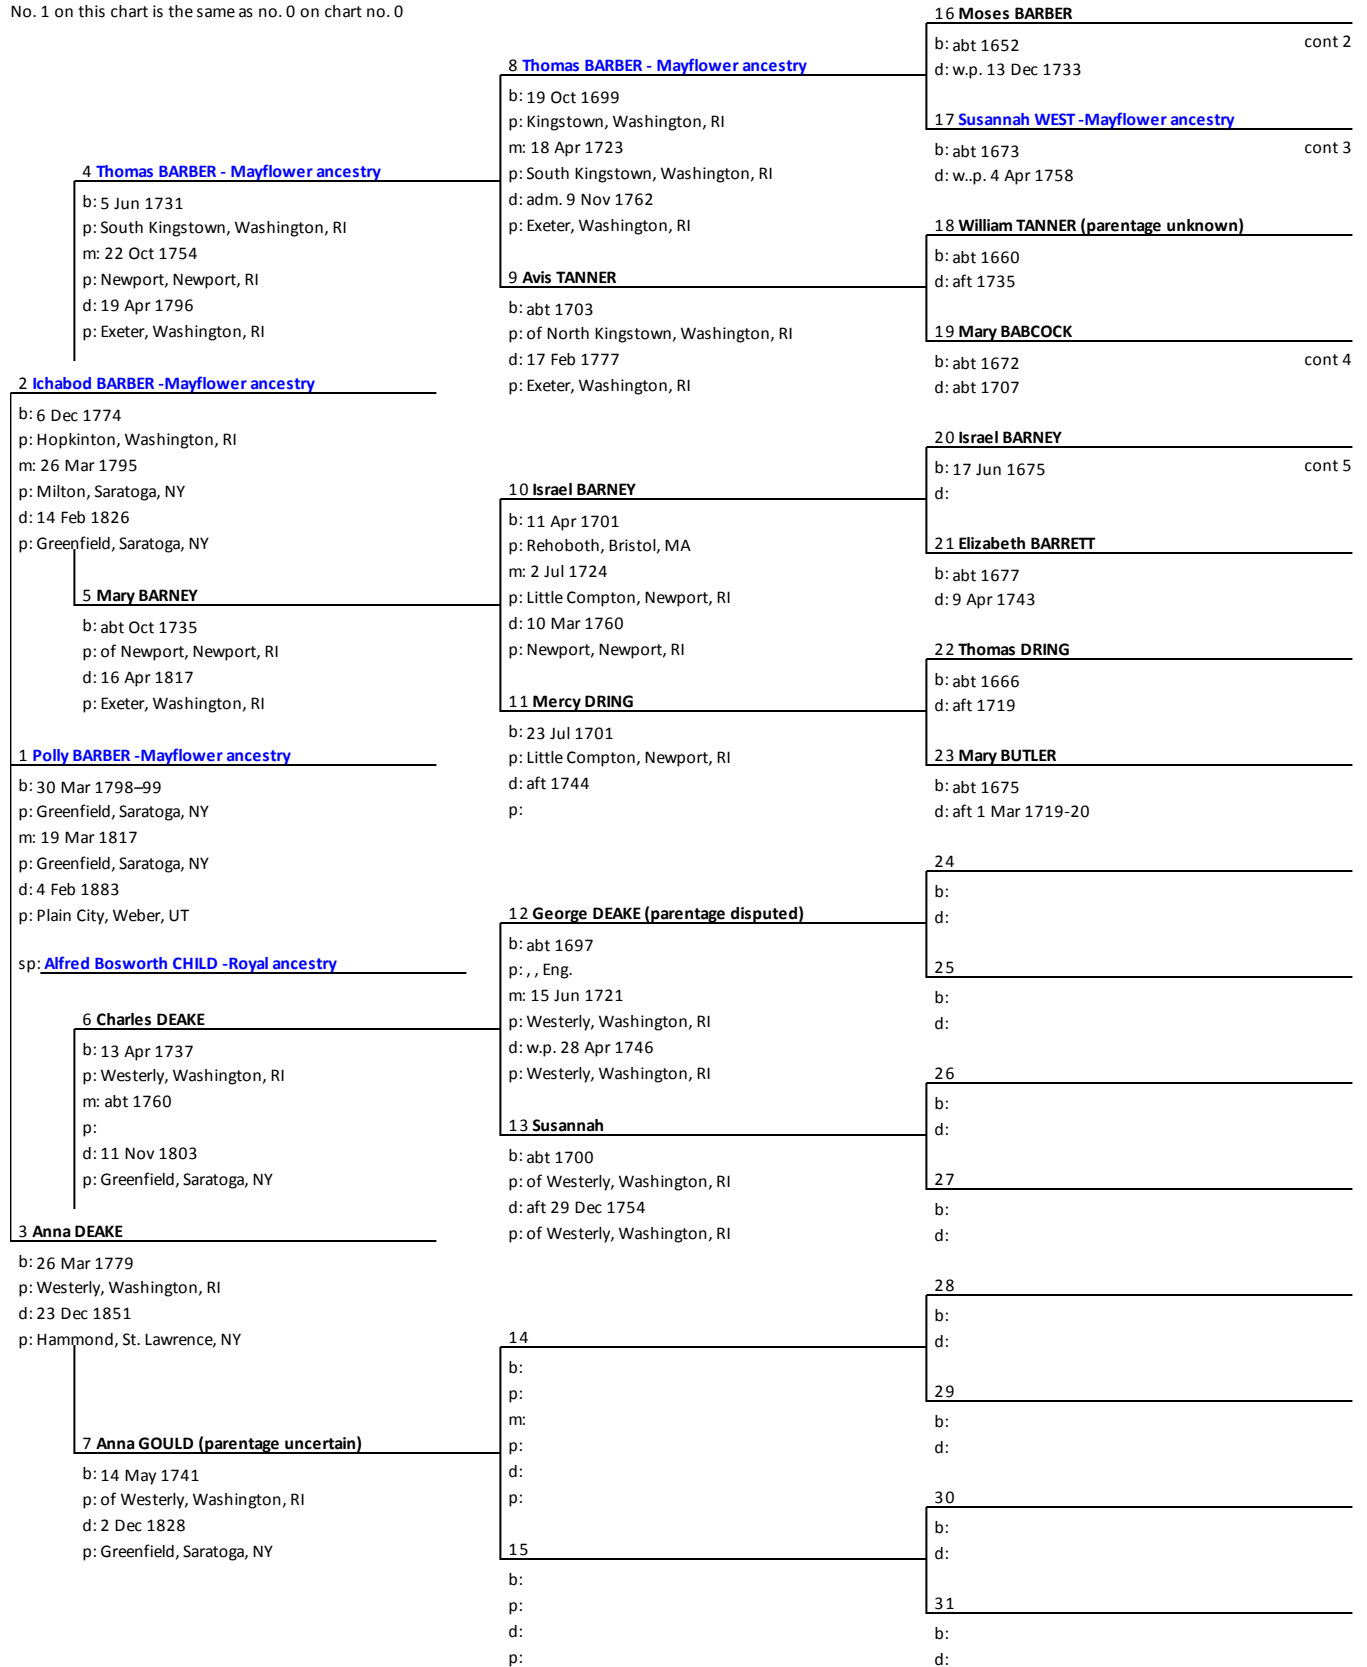 No. 1 on this chart is the same as no. 0 on chart no. 0
16 Moses BARBER
b: abt 1652 cont 2
d: w.p. 13 Dec 1733
8 Thomas BARBER - Mayflower ancestry
b: 19 Oct 1699
p: Kingstown, Washington, RI
m: 18 Apr 1723
p: South Kingstown, Washington, RI
d: adm. 9 Nov 1762
p: Exeter, Washington, RI
17 Susannah WEST -Mayflower ancestry
b: abt 1673 cont 3
d: w..p. 4 Apr 1758
4 Thomas BARBER - Mayflower ancestry
b: 5 Jun 1731
p: South Kingstown, Washington, RI
m: 22 Oct 1754
p: Newport, Newport, RI
d: 19 Apr 1796
p: Exeter, Washington, RI
18 William TANNER (parentage unknown)
b: abt 1660
d: aft 1735
9 Avis TANNER
b: abt 1703
p: of North Kingstown, Washington, RI
d: 17 Feb 1777
p: Exeter, Washington, RI
19 Mary BABCOCK
b: abt 1672 cont 4
d: abt 1707
2 Ichabod BARBER -Mayflower ancestry
b: 6 Dec 1774
p: Hopkinton, Washington, RI
m: 26 Mar 1795
p: Milton, Saratoga, NY
d: 14 Feb 1826
p: Greenfield, Saratoga, NY
20 Israel BARNEY
b: 17 Jun 1675 cont 5
d:
10 Israel BARNEY
b: 11 Apr 1701
p: Rehoboth, Bristol, MA
m: 2 Jul 1724
p: Little Compton, Newport, RI
d: 10 Mar 1760
p: Newport, Newport, RI
21 Elizabeth BARRETT
b: abt 1677
d: 9 Apr 1743
5 Mary BARNEY
b: abt Oct 1735
p: of Newport, Newport, RI
d: 16 Apr 1817
p: Exeter, Washington, RI
22 Thomas DRING
b: abt 1666
d: aft 1719
11 Mercy DRING
b: 23 Jul 1701
p: Little Compton, Newport, RI
d: aft 1744
p:
23 Mary BUTLER
b: abt 1675
d: aft 1 Mar 1719-20
1 Polly BARBER -Mayflower ancestry
b: 30 Mar 1798–99
p: Greenfield, Saratoga, NY
m: 19 Mar 1817
p: Greenfield, Saratoga, NY
d: 4 Feb 1883
p: Plain City, Weber, UT
sp: Alfred Bosworth CHILD -Royal ancestry
24
b:
d:
12 George DEAKE (parentage disputed)
b: abt 1697
p: , , Eng.
m: 15 Jun 1721
p: Westerly, Washington, RI
d: w.p. 28 Apr 1746
p: Westerly, Washington, RI
25
b:
d:
6 Charles DEAKE
b: 13 Apr 1737
p: Westerly, Washington, RI
m: abt 1760
p:
d: 11 Nov 1803
p: Greenfield, Saratoga, NY
26
b:
d:
13 Susannah
b: abt 1700
p: of Westerly, Washington, RI
d: aft 29 Dec 1754
p: of Westerly, Washington, RI
27
b:
d:
3 Anna DEAKE
b: 26 Mar 1779
p: Westerly, Washington, RI
d: 23 Dec 1851
p: Hammond, St. Lawrence, NY
28
b:
d:
14
b:
p:
m:
p:
d:
p:
29
b:
d:
7 Anna GOULD (parentage uncertain)
b: 14 May 1741
p: of Westerly, Washington, RI
d: 2 Dec 1828
p: Greenfield, Saratoga, NY
30
b:
d:
15
b:
p:
d:
p:
31
b:
d: